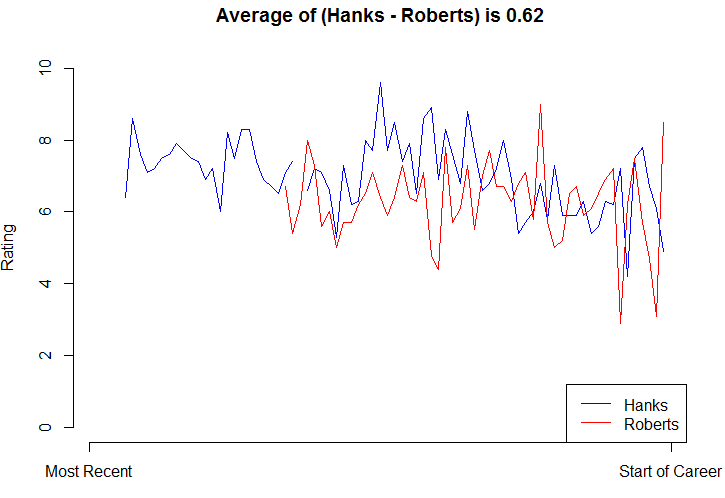 Average of (Hanks - Roberts) is 0.62
Rating
10
8
6
4
2
0
Hanks
Roberts
Most Recent
Start of Career